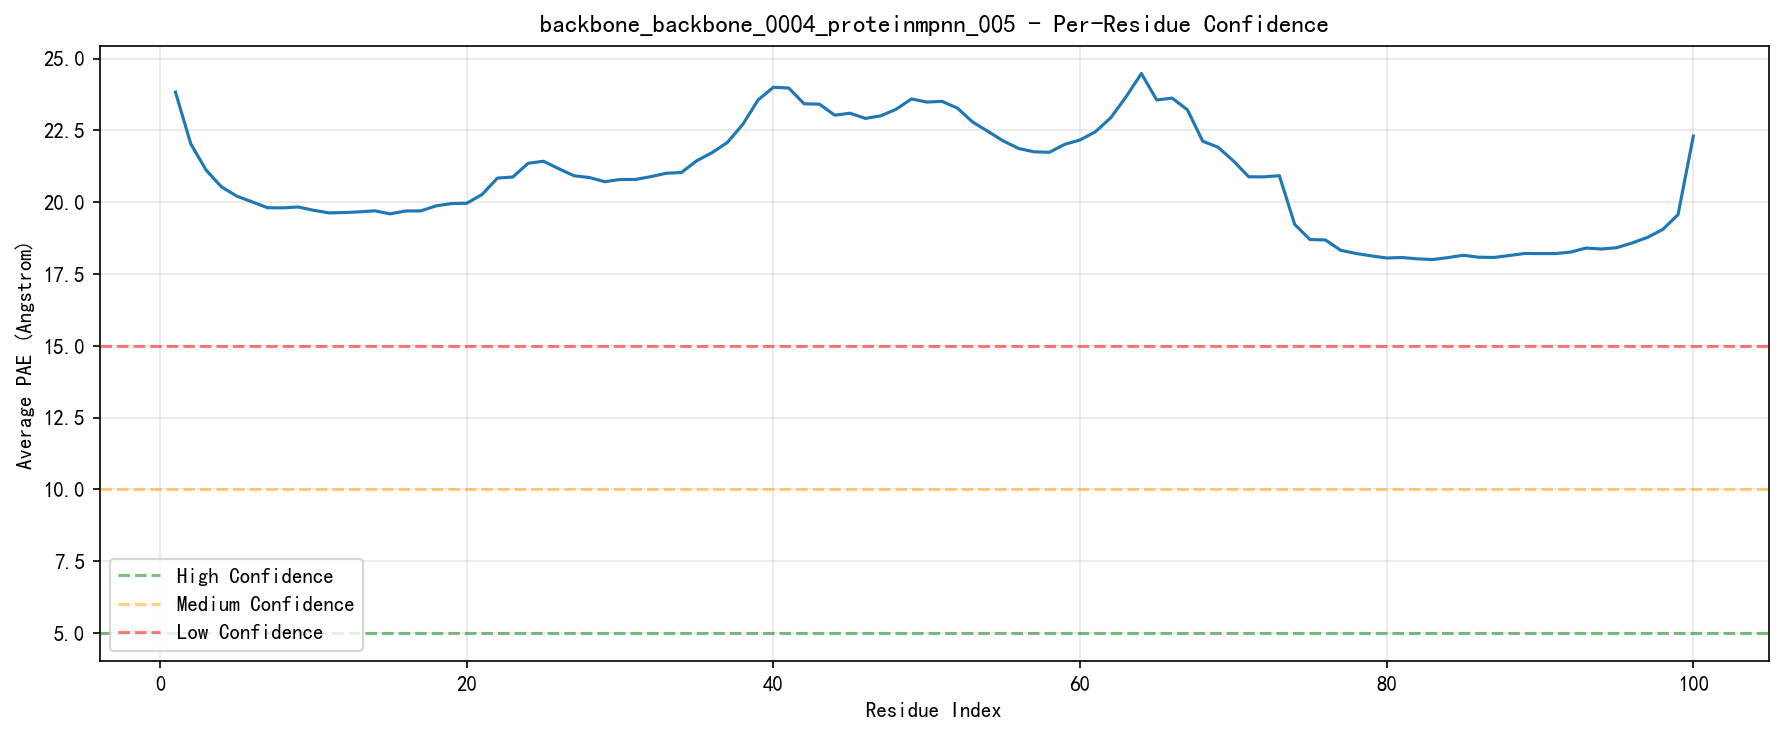 backbone_backbone_0004_proteinmpnn_005 - Per-Residue Confidence
Average PAE (Angstrom)
25.0
22.5
20.0
17.5
15.0
12.5
10.0
7.5
5.0
High Confidence
Medium Confidence
Low Confidence
0
20
40
60
80
100
Residue Index